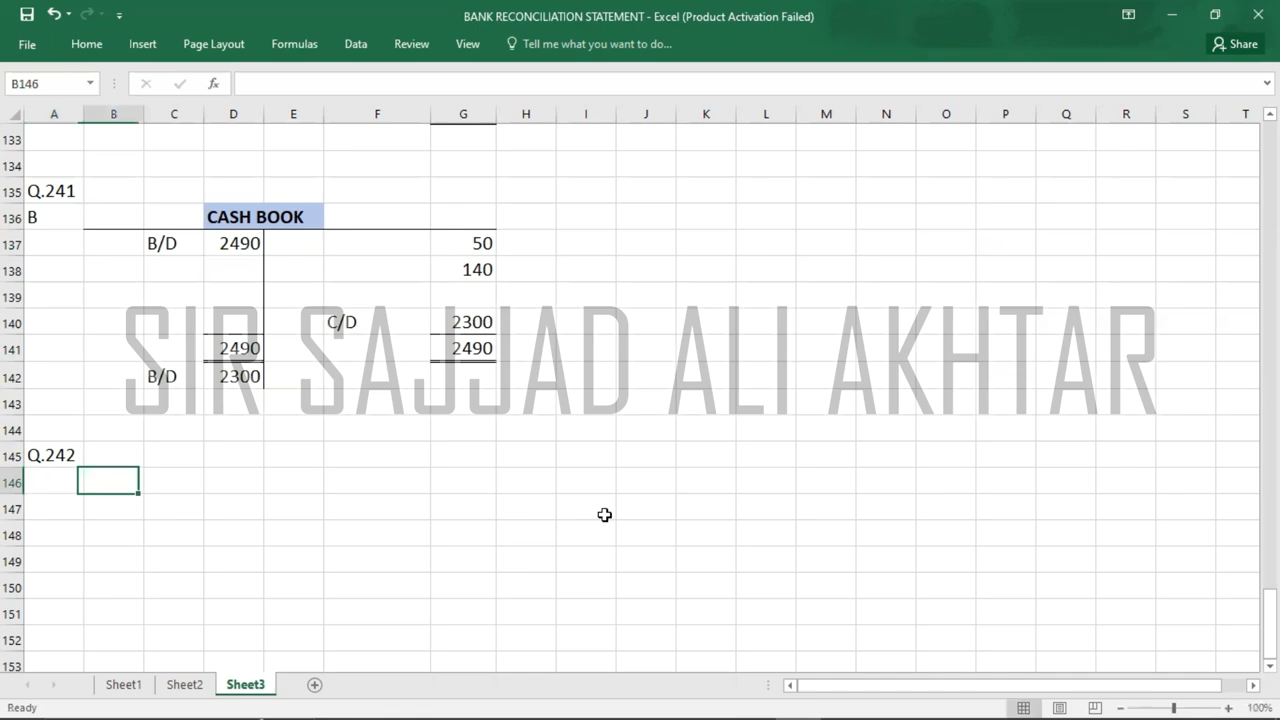 BANK RECONCILIATION STATEMENT - Excel (Product Activation Failed)
File Home Insert Page Layout Formulas Data Review View Tell me what you want to do... Share
B146 fx
A B C D E F G H I J K L M N O P Q R S T
133
134
135 Q.241
136 B CASH BOOK
137 B/D 2490 50
138 140
139
140 C/D 2300
141 2490 2490
142 B/D 2300
143
144
145 Q.242
146
147
148
149
150
151
152
153
SIR SAJJAD ALI AKHTAR
Sheet1 Sheet2 Sheet3
Ready 100%